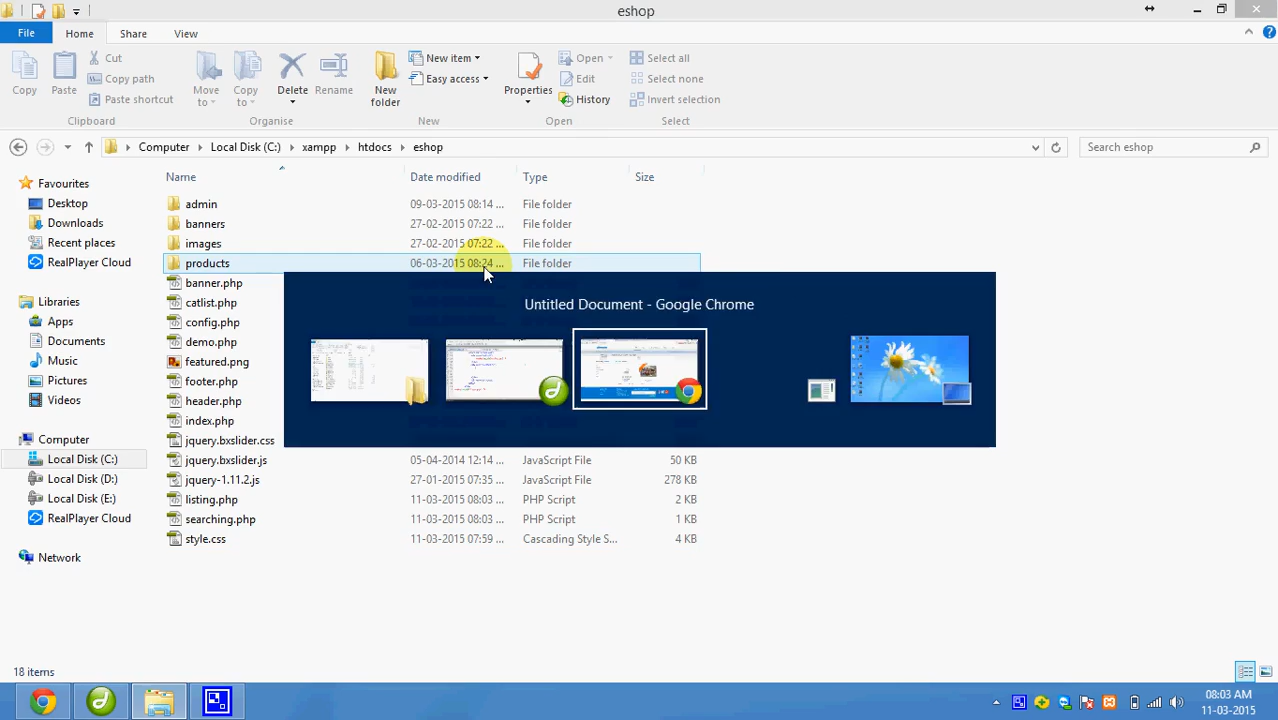 eshop
File Home Share View
Copy Paste Cut Copy path Paste shortcut Move to Copy to Delete Rename New folder New item Easy access Properties Open Edit History Select all Select none Invert selection
Clipboard Organise New Open Select
Computer Local Disk (C:) xampp htdocs eshop Search eshop
Name Date modified Type Size
Favourites
Desktop
Downloads
Recent places
RealPlayer Cloud
Libraries
Apps
Documents
Music
Pictures
Videos
Computer
Local Disk (C:)
Local Disk (D:)
Local Disk (E:)
RealPlayer Cloud
Network
admin 09-03-2015 08:14 ... File folder
banners 27-02-2015 07:22 ... File folder
images 27-02-2015 07:22 ... File folder
products 06-03-2015 08:24 ... File folder
banner.php
catlist.php
config.php
demo.php
featured.png
footer.php
header.php
index.php
jquery.bxslider.css
jquery.bxslider.js 05-04-2014 12:14 ... JavaScript File 50 KB
jquery-1.11.2.js 27-01-2015 07:35 ... JavaScript File 278 KB
listing.php 11-03-2015 08:03 ... PHP Script 2 KB
searching.php 11-03-2015 08:03 ... PHP Script 1 KB
style.css 11-03-2015 07:59 ... Cascading Style S... 4 KB
Untitled Document - Google Chrome
18 items
08:03 AM
11-03-2015